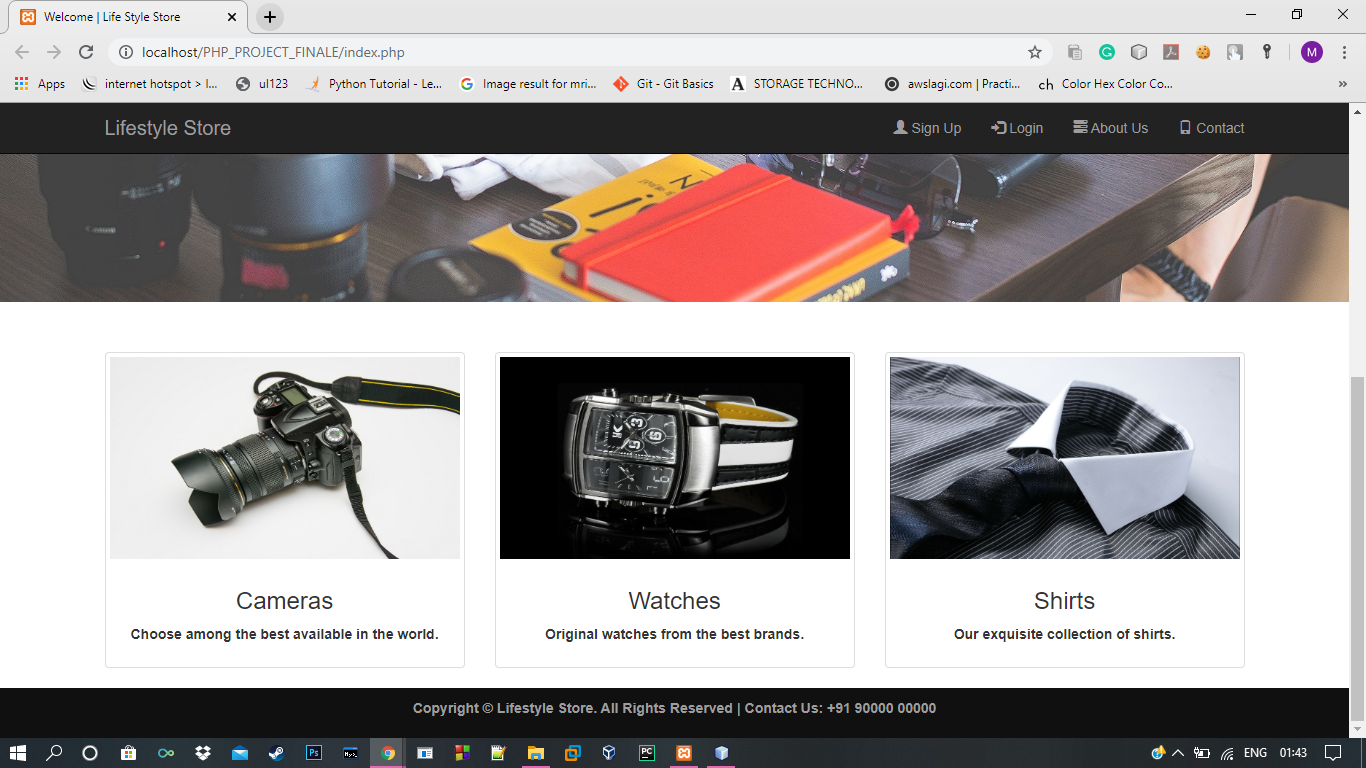 Welcome | Life Style Store
localhost/PHP_PROJECT_FINALE/index.php
M
Apps
internet hotspot > I...
ul123
Python Tutorial - Le...
Image result for mri...
Git - Git Basics
A STORAGE TECHNO...
awslagi.com | Practi...
ch Color Hex Color Co...
»
Lifestyle Store
Sign Up
Login
About Us
Contact
Cameras
Choose among the best available in the world.
Watches
Original watches from the best brands.
Shirts
Our exquisite collection of shirts.
Copyright © Lifestyle Store. All Rights Reserved | Contact Us: +91 90000 00000
Ps
PC
ENG
01:43